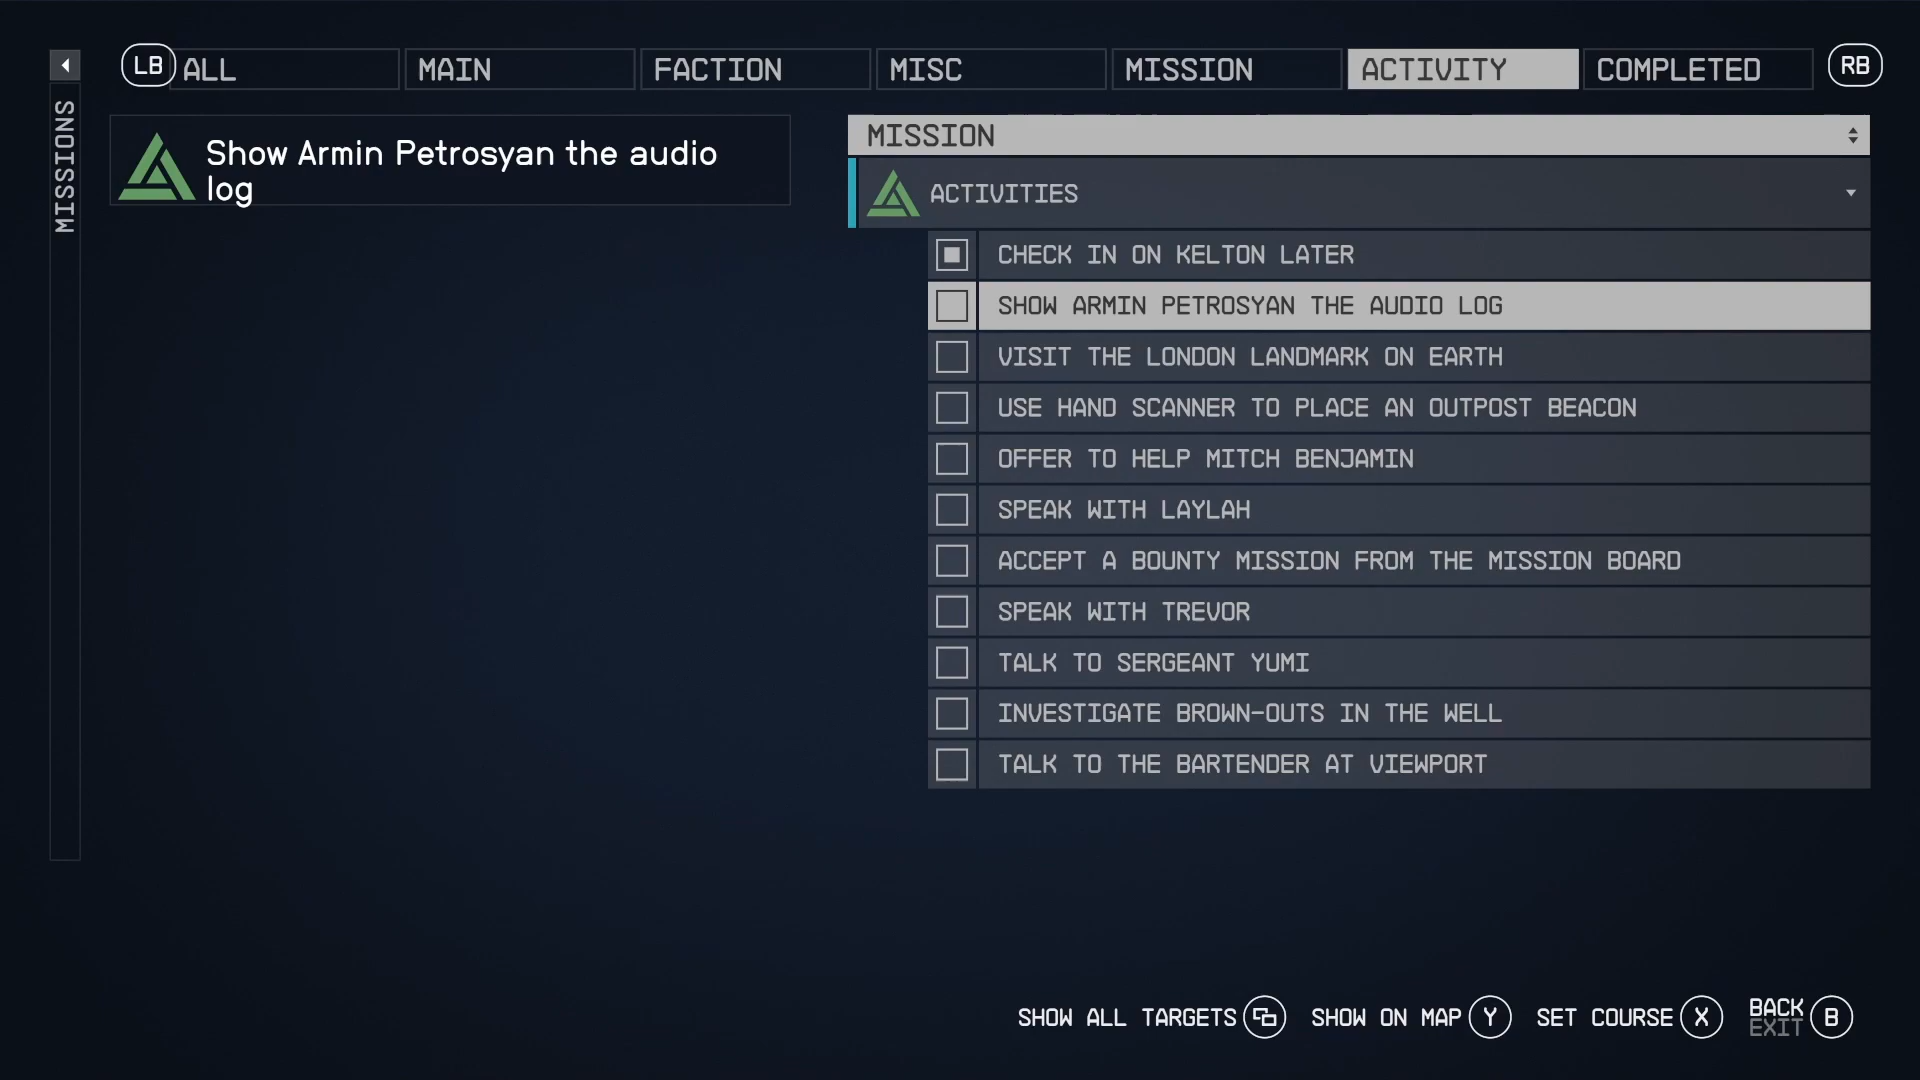 LB ALL MAIN FACTION MISC MISSION ACTIVITY COMPLETED RB
MISSIONS
Show Armin Petrosyan the audio
log
MISSION
ACTIVITIES
CHECK IN ON KELTON LATER
SHOW ARMIN PETROSYAN THE AUDIO LOG
VISIT THE LONDON LANDMARK ON EARTH
USE HAND SCANNER TO PLACE AN OUTPOST BEACON
OFFER TO HELP MITCH BENJAMIN
SPEAK WITH LAYLAH
ACCEPT A BOUNTY MISSION FROM THE MISSION BOARD
SPEAK WITH TREVOR
TALK TO SERGEANT YUMI
INVESTIGATE BROWN-OUTS IN THE WELL
TALK TO THE BARTENDER AT VIEWPORT
SHOW ALL TARGETS SHOW ON MAP Y SET COURSE X BACK B
EXIT